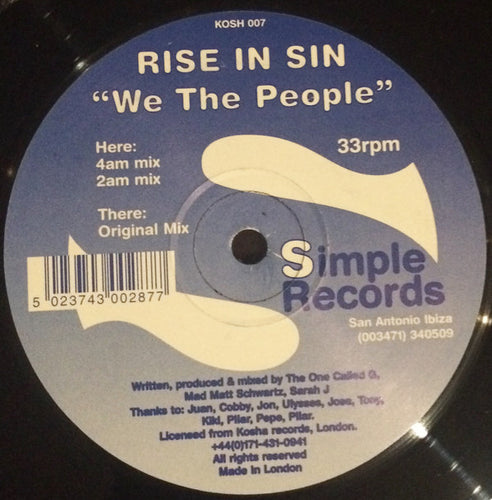 KOSH 007
RISE IN SIN
"We The People"
Here:
4am mix
2am mix
33rpm
There:
Original Mix
Simple
Records
5 023743 002877
San Antonio Ibiza
(003471) 340509
Written, produced & mixed by The One Called G,
Mad Matt Schwartz, Sarah J
Thanks to: Juan, Cobby, Jon, Ulysses, Jose, Tony,
Kiki, Pilar, Pepe, Pilar.
Licensed from Kosha records, London.
+44(0)171-431-0941
All rights reserved
Made in London